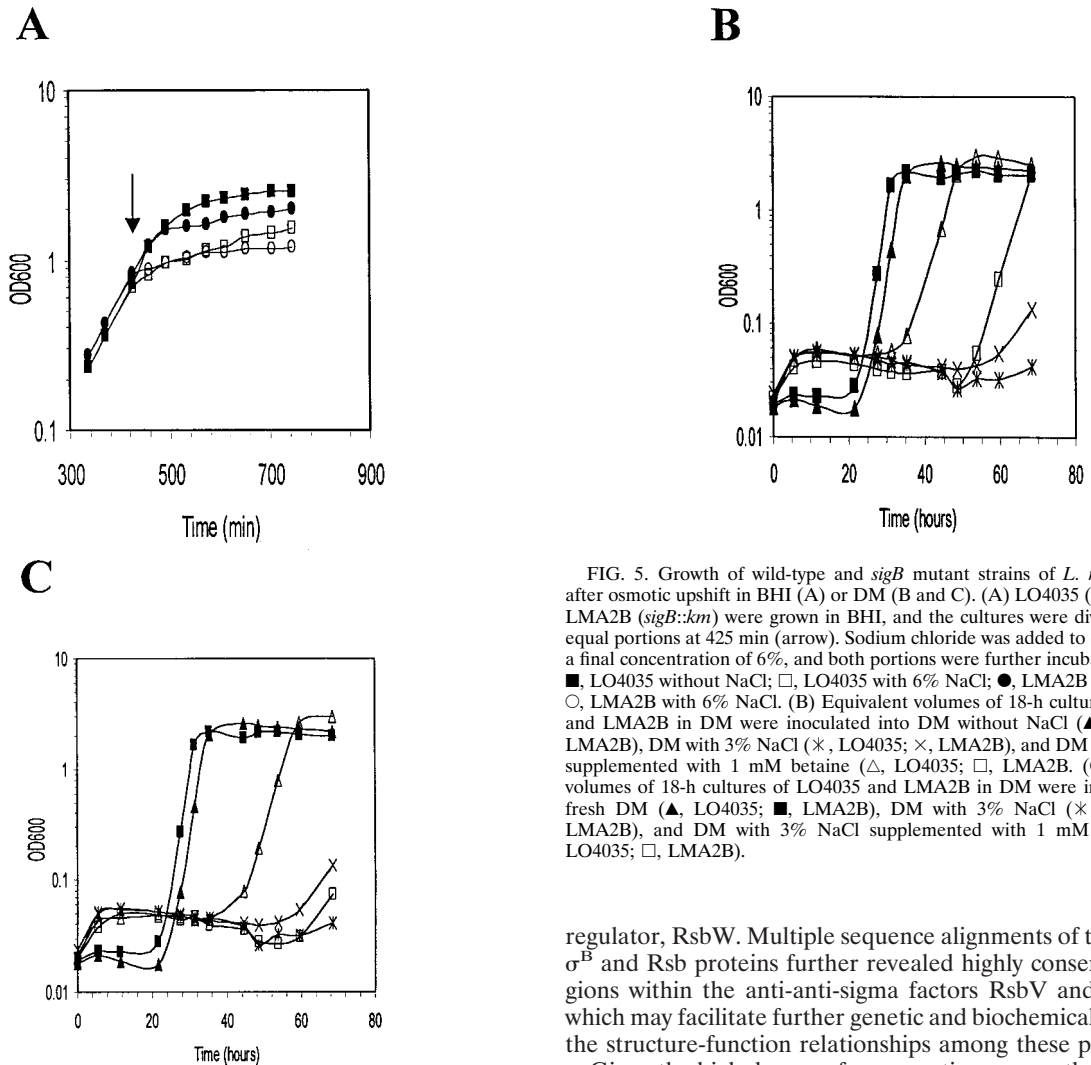 A
10
1
0.1
OD600
300 500 700 900
Time (min)
B
10
1
0.1
0.01
OD600
0 20 40 60 80
Time (hours)
C
10
1
0.1
0.01
OD600
0 20 40 60 80
Time (hours)
FIG. 5. Growth of wild-type and sigB mutant strains of L.
after osmotic upshift in BHI (A) or DM (B and C). (A) LO4035 (
LMA2B (sigB::km) were grown in BHI, and the cultures were di
equal portions at 425 min (arrow). Sodium chloride was added to
a final concentration of 6%, and both portions were further incub
■, LO4035 without NaCl; □, LO4035 with 6% NaCl; ●, LMA2B
○, LMA2B with 6% NaCl. (B) Equivalent volumes of 18-h cultur
and LMA2B in DM were inoculated into DM without NaCl (▲
LMA2B), DM with 3% NaCl (✳, LO4035; ×, LMA2B), and DM
supplemented with 1 mM betaine (△, LO4035; □, LMA2B. (
volumes of 18-h cultures of LO4035 and LMA2B in DM were in
fresh DM (▲, LO4035; ■, LMA2B), DM with 3% NaCl (✳
LMA2B), and DM with 3% NaCl supplemented with 1 mM
LO4035; □, LMA2B).
regulator, RsbW. Multiple sequence alignments of t
σB and Rsb proteins further revealed highly conser
gions within the anti-anti-sigma factors RsbV and
which may facilitate further genetic and biochemical
the structure-function relationships among these p